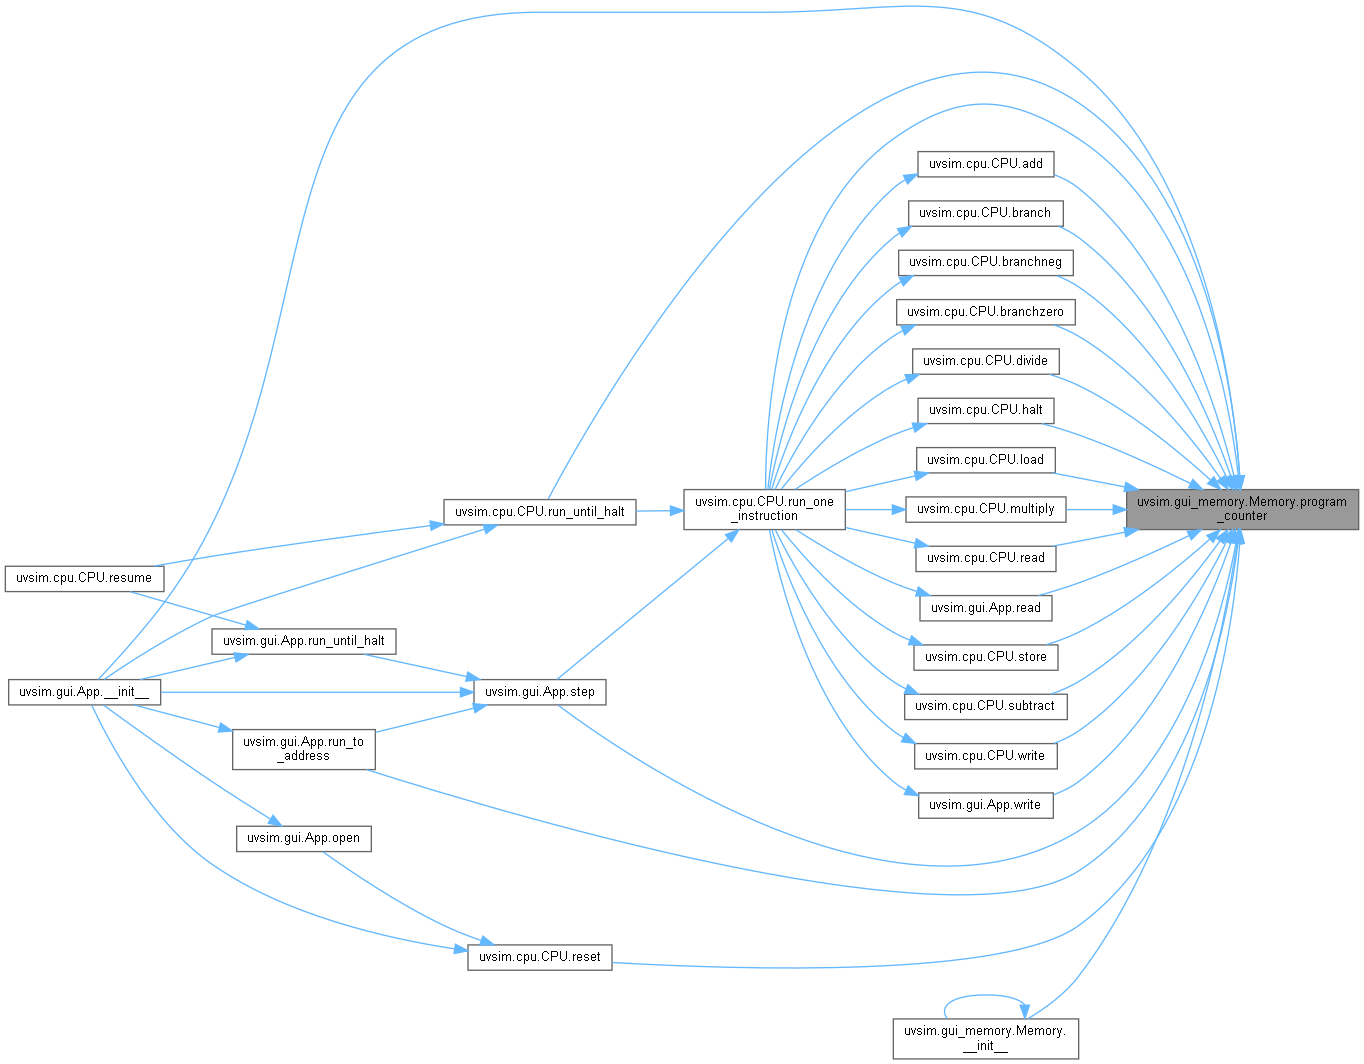 uvsim.cpu.CPU.add
uvsim.cpu.CPU.branch
uvsim.cpu.CPU.branchneg
uvsim.cpu.CPU.branchzero
uvsim.cpu.CPU.divide
uvsim.cpu.CPU.halt
uvsim.cpu.CPU.load
uvsim.gui_memory.Memory.program
_counter
uvsim.cpu.CPU.run_one
_instruction
uvsim.cpu.CPU.run_until_halt
uvsim.cpu.CPU.multiply
uvsim.cpu.CPU.read
uvsim.cpu.CPU.resume
uvsim.gui.App.read
uvsim.gui.App.run_until_halt
uvsim.cpu.CPU.store
uvsim.gui.App.__init__
uvsim.gui.App.step
uvsim.cpu.CPU.subtract
uvsim.gui.App.run_to
_address
uvsim.cpu.CPU.write
uvsim.gui.App.write
uvsim.gui.App.open
uvsim.cpu.CPU.reset
uvsim.gui_memory.Memory.
__init__